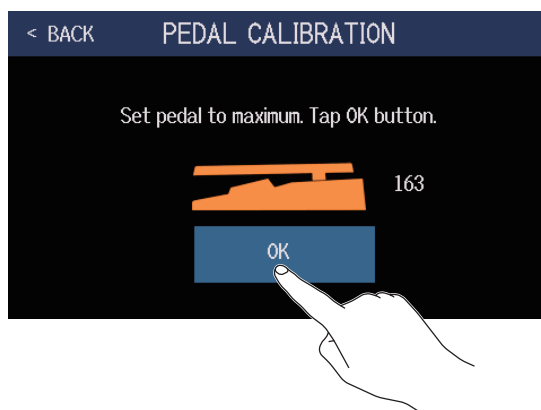 < BACK PEDAL CALIBRATION
Set pedal to maximum. Tap OK button.
163
OK